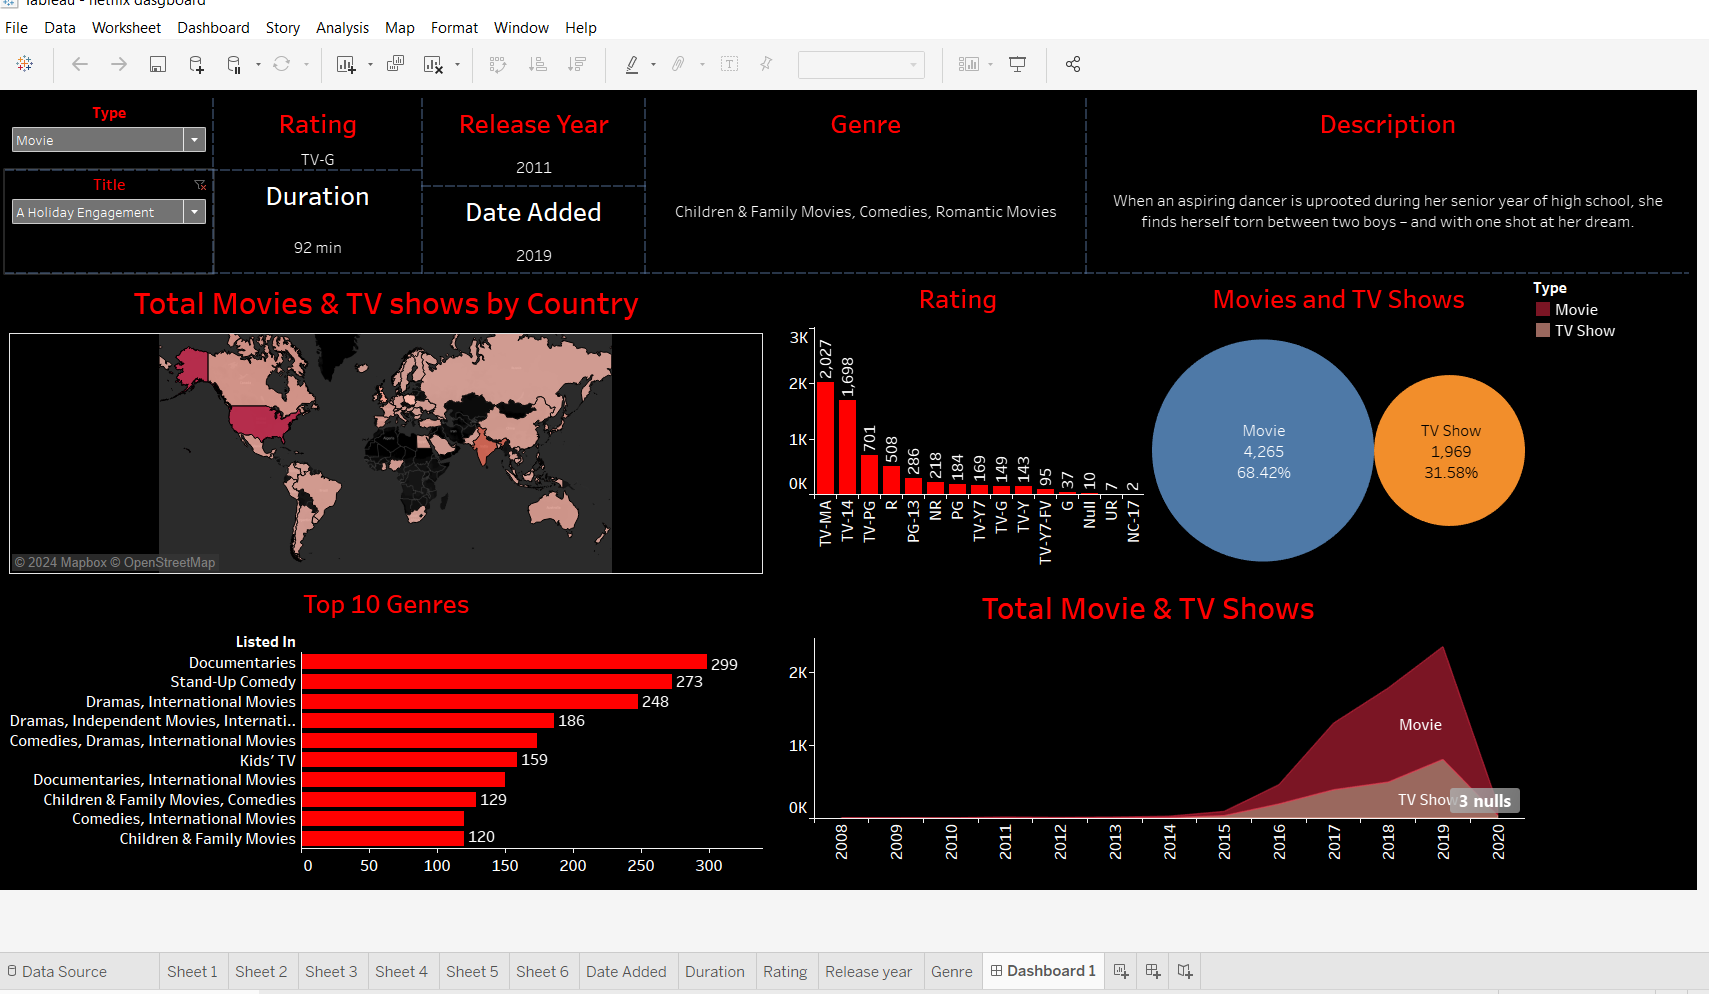 Tableau - netflix dasgboard
File Data Worksheet Dashboard Story Analysis Map Format Window Help
Type
Movie
Title
A Holiday Engagement
Rating
TV-G
Duration
92 min
Release Year
2011
Date Added
2019
Genre
Children & Family Movies, Comedies, Romantic Movies
Description
When an aspiring dancer is uprooted during her senior year of high school, she
finds herself torn between two boys – and with one shot at her dream.
Total Movies & TV shows by Country
© 2024 Mapbox © OpenStreetMap
Rating
3K
2K
1K
0K
2,027
1,698
701
508
286
218
184
169
149
143
95
37
10
7
2
TV-MA
TV-14
TV-PG
R
PG-13
NR
PG
TV-Y7
TV-G
TV-Y
TV-Y7-FV
G
Null
UR
NC-17
Movies and TV Shows
Movie
4,265
68.42%
TV Show
1,969
31.58%
Type
Movie
TV Show
Top 10 Genres
Listed In
Documentaries 299
Stand-Up Comedy 273
Dramas, International Movies 248
Dramas, Independent Movies, Internati.. 186
Comedies, Dramas, International Movies
Kids’ TV 159
Documentaries, International Movies
Children & Family Movies, Comedies 129
Comedies, International Movies
Children & Family Movies 120
0 50 100 150 200 250 300
Total Movie & TV Shows
2K
1K
0K
Movie
TV Show
3 nulls
2008 2009 2010 2011 2012 2013 2014 2015 2016 2017 2018 2019 2020
Data Source Sheet 1 Sheet 2 Sheet 3 Sheet 4 Sheet 5 Sheet 6 Date Added Duration Rating Release year Genre Dashboard 1